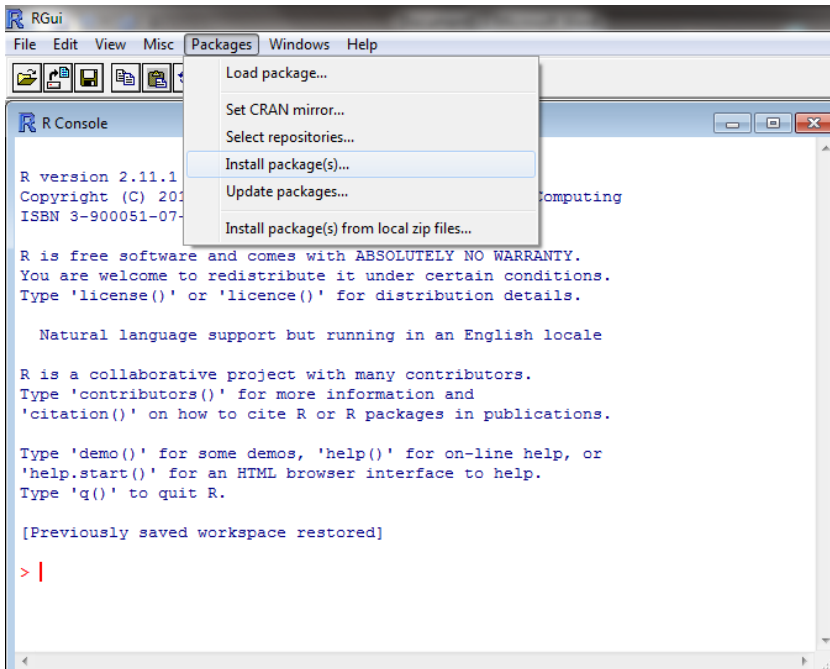 RGui
File Edit View Misc Packages Windows Help
Load package...
Set CRAN mirror...
Select repositories...
Install package(s)...
Update packages...
Install package(s) from local zip files...
R Console
R version 2.11.1
Copyright (C) 201 Computing
ISBN 3-900051-07-
R is free software and comes with ABSOLUTELY NO WARRANTY.
You are welcome to redistribute it under certain conditions.
Type 'license()' or 'licence()' for distribution details.
Natural language support but running in an English locale
R is a collaborative project with many contributors.
Type 'contributors()' for more information and
'citation()' on how to cite R or R packages in publications.
Type 'demo()' for some demos, 'help()' for on-line help, or
'help.start()' for an HTML browser interface to help.
Type 'q()' to quit R.
[Previously saved workspace restored]
>